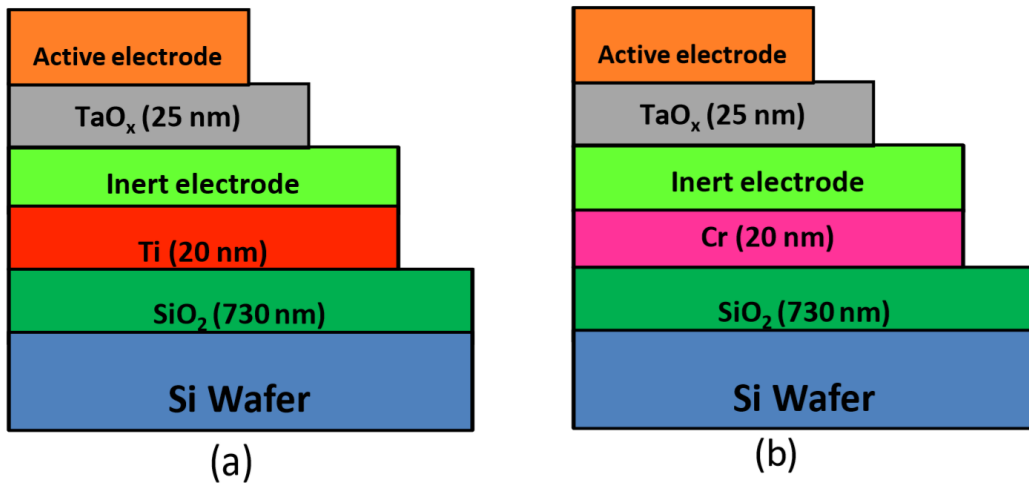 Active electrode
TaOₓ (25 nm)
Inert electrode
Ti (20 nm)
SiO₂ (730 nm)
Si Wafer
(a)
Active electrode
TaOₓ (25 nm)
Inert electrode
Cr (20 nm)
SiO₂ (730 nm)
Si Wafer
(b)